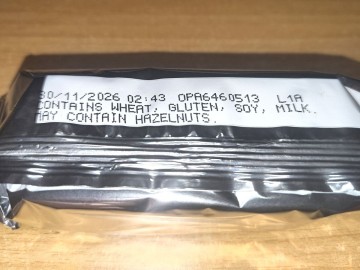 30/11/2026 02:43 OPA6460513 L1A
CONTAINS WHEAT, GLUTEN, SOY, MILK.
MAY CONTAIN HAZELNUTS.